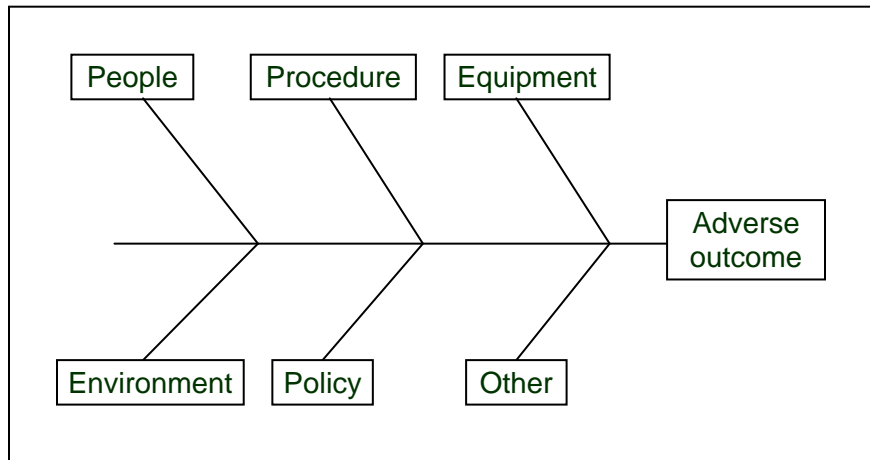 People
Procedure
Equipment
Adverse
outcome
Environment
Policy
Other